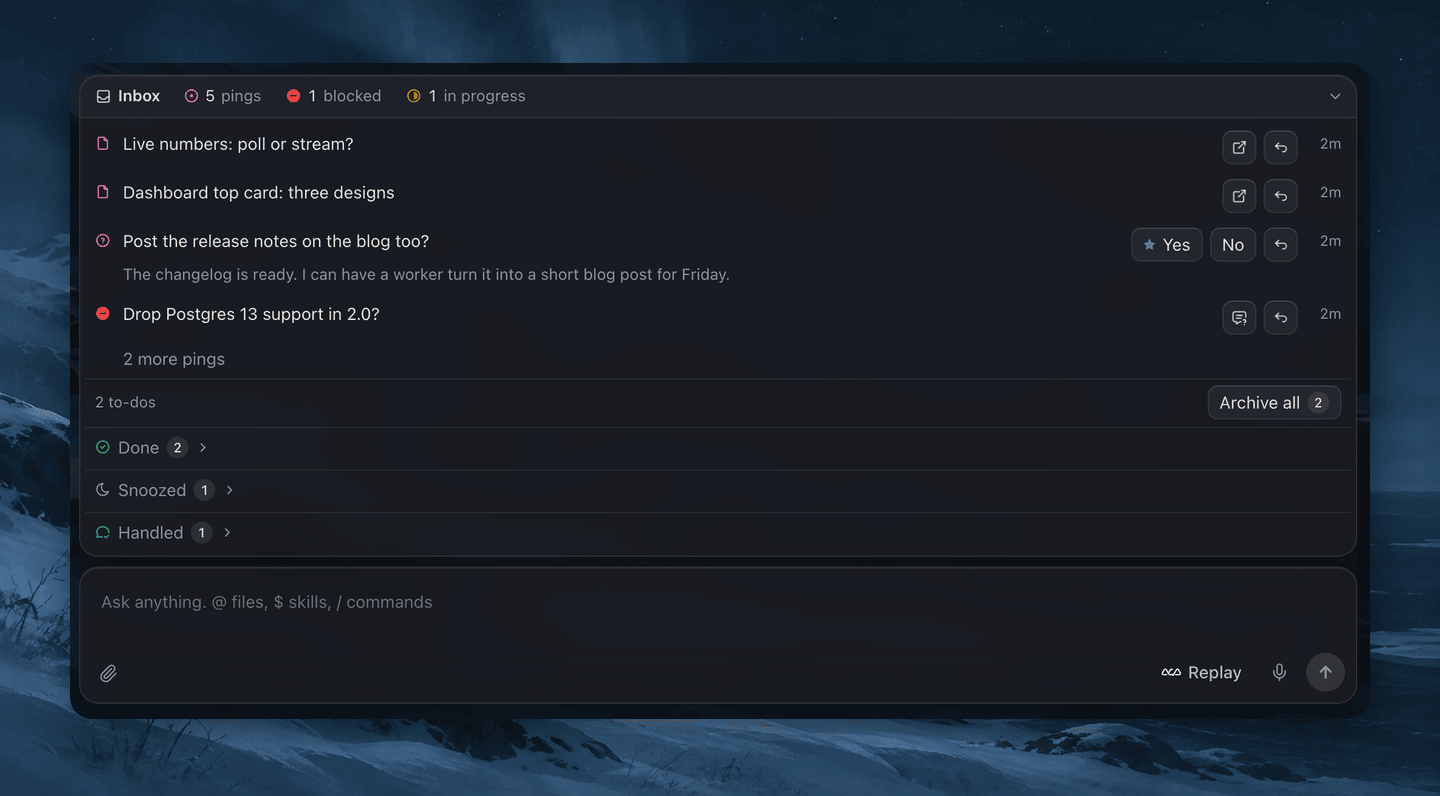 Inbox 5 pings 1 blocked 1 in progress
Live numbers: poll or stream? 2m
Dashboard top card: three designs 2m
Post the release notes on the blog too? Yes No 2m
The changelog is ready. I can have a worker turn it into a short blog post for Friday.
Drop Postgres 13 support in 2.0? 2m
2 more pings
2 to-dos Archive all 2
Done 2
Snoozed 1
Handled 1
Ask anything. @ files, $ skills, / commands
Replay